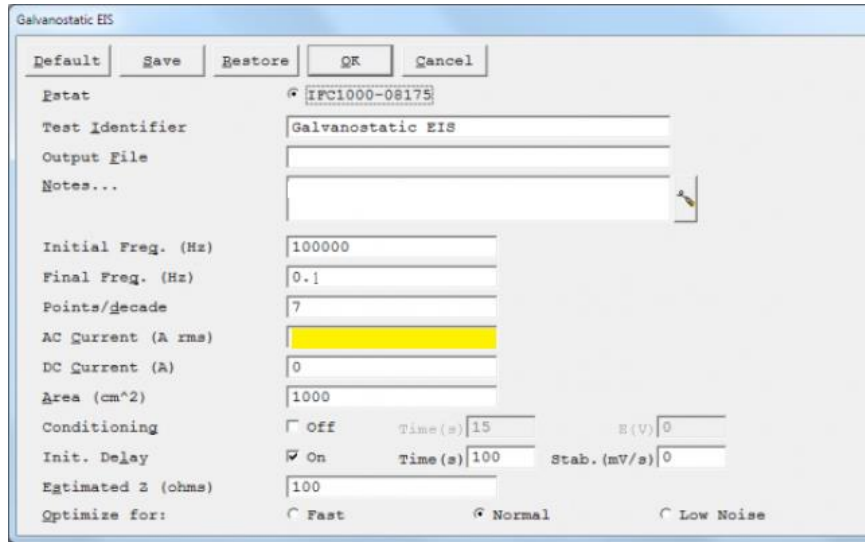 Galvanostatic EIS
Default Save Restore OK Cancel
Pstat IFC1000-08175
Test Identifier Galvanostatic EIS
Output File
Notes...
Initial Freq. (Hz) 100000
Final Freq. (Hz) 0.1
Points/decade 7
AC Current (A rms)
DC Current (A) 0
Area (cm^2) 1000
Conditioning Off Time(s) 15 E(V) 0
Init. Delay On Time(s) 100 Stab.(mV/s) 0
Estimated Z (ohms) 100
Optimize for: Fast Normal Low Noise